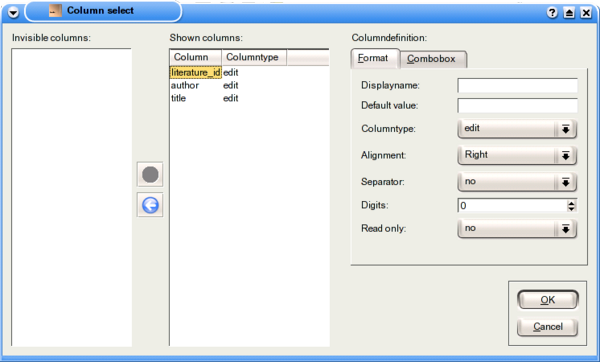 Column select
Invisible columns:
Shown columns:
Column Columntype
literature_id edit
author edit
title edit
Columndefinition:
Format Combobox
Displayname:
Default value:
Columntype: edit
Alignment: Right
Separator: no
Digits: 0
Read only: no
OK
Cancel